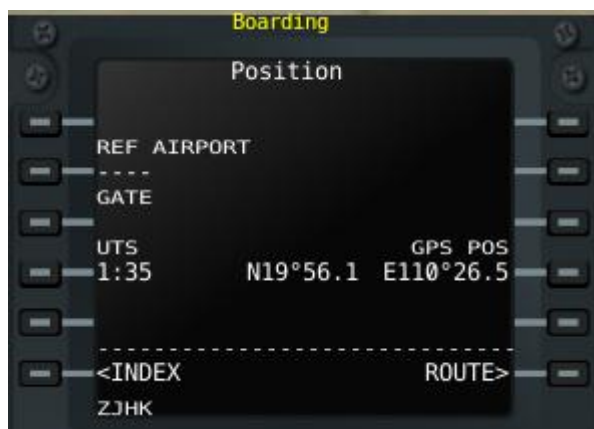 Boarding
Position
REF AIRPORT
----
GATE
UTS GPS POS
1:35 N19°56.1 E110°26.5
--------------------------------
<INDEX ROUTE>
ZJHK